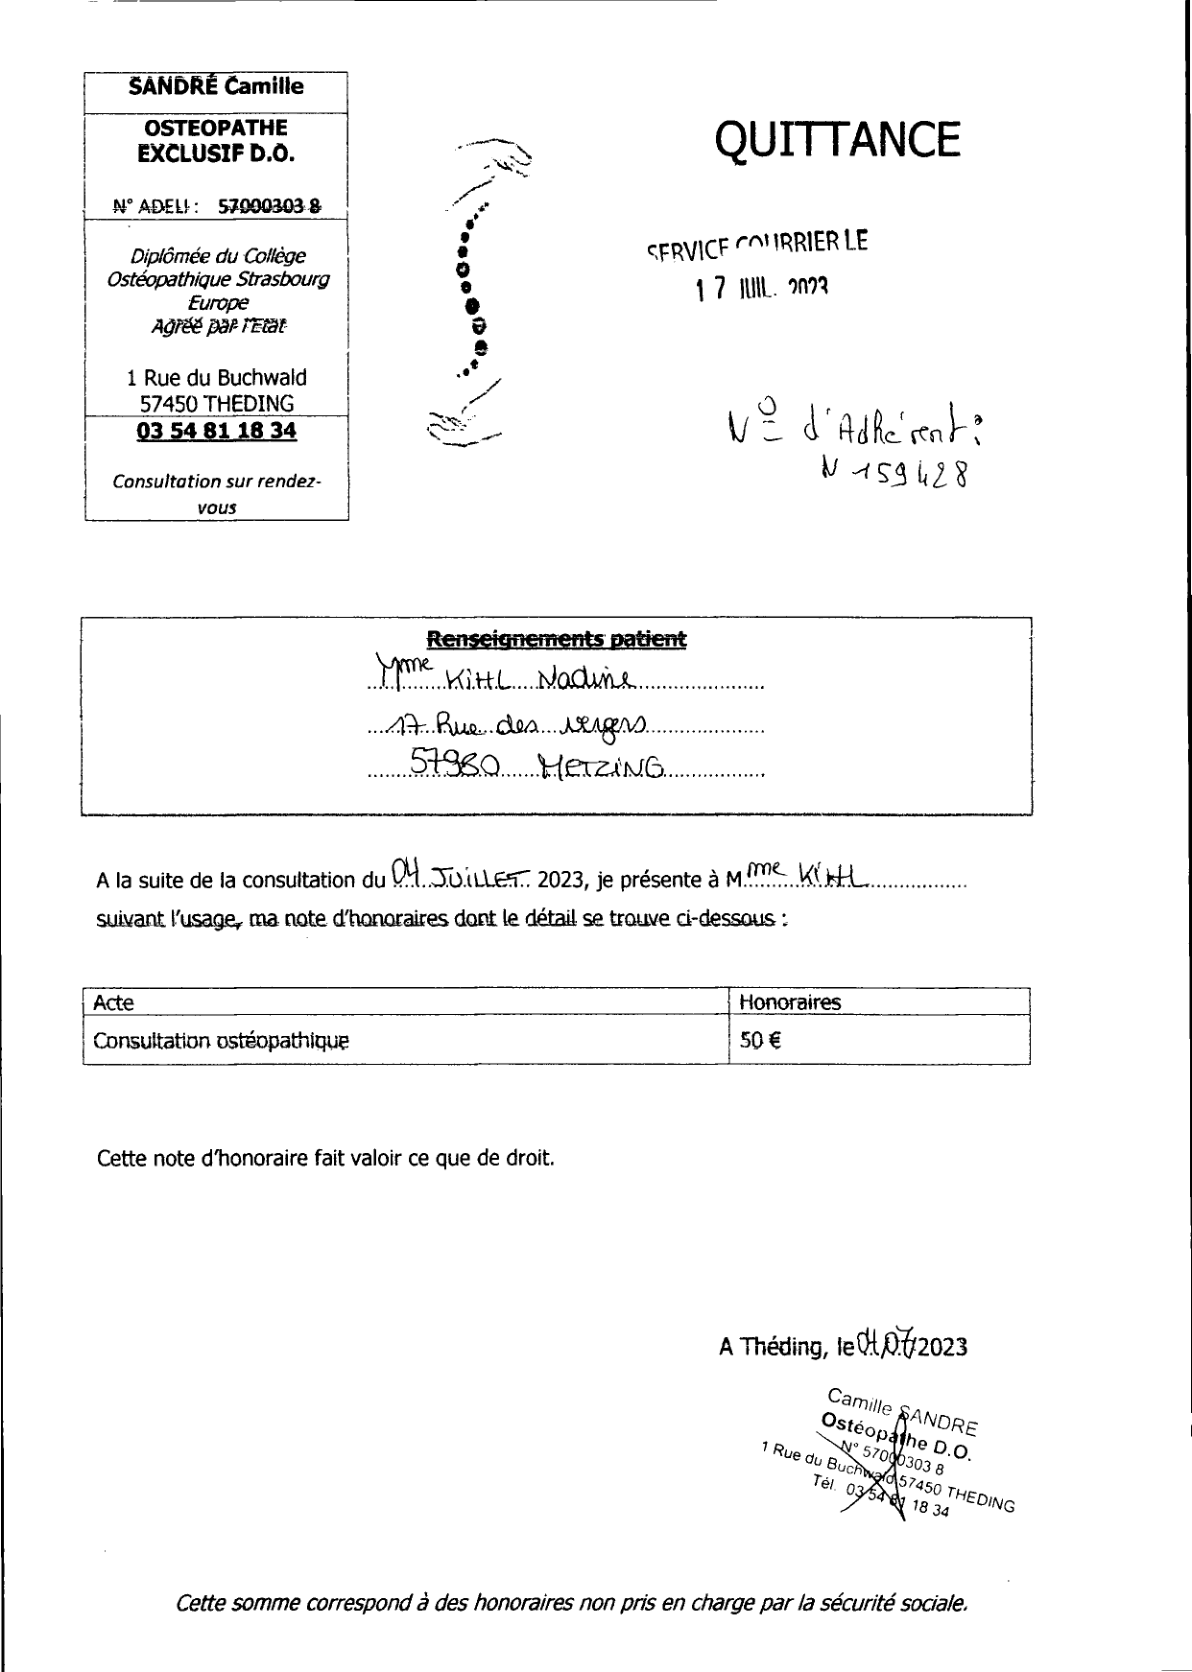 SANDRÉ Camille
OSTEOPATHE
EXCLUSIF D.O.
N° ADELI : 57000303 8
Diplômée du Collège
Ostéopathique Strasbourg
Europe
Agréé par l'Etat
1 Rue du Buchwald
57450 THEDING
03 54 81 18 34
Consultation sur rendez-
vous
QUITTANCE
SERVICE COURRIER LE
17 JUIL. 2023
N° d'Adhérent :
N 159428
Renseignements patient
Mme Kihl Nadine
17 Rue des vergers
57980 METZING
A la suite de la consultation du 04 JUILLET 2023, je présente à Mme Kihl
suivant l'usage, ma note d'honoraires dont le détail se trouve ci-dessous :
Acte Honoraires
Consultation ostéopathique 50 €
Cette note d'honoraire fait valoir ce que de droit.
A Théding, le 04/07/2023
Camille SANDRE
Ostéopathe D.O.
N° 57000303 8
1 Rue du Buchwald 57450 THEDING
Tél. 03 54 81 18 34
Cette somme correspond à des honoraires non pris en charge par la sécurité sociale.